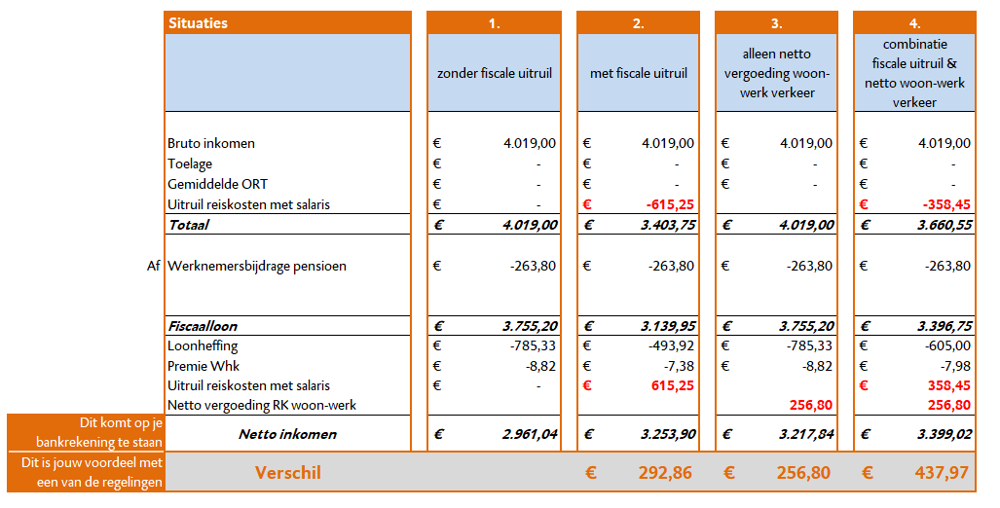 Situaties 1. 2. 3. 4.
zonder fiscale uitruil met fiscale uitruil alleen netto vergoeding woon-werk verkeer combinatie fiscale uitruil & netto woon-werk verkeer
Bruto inkomen € 4.019,00 € 4.019,00 € 4.019,00 € 4.019,00
Toelage € - € - € - € -
Gemiddelde ORT € - € - € - € -
Uitruil reiskosten met salaris € - € -615,25 € -358,45
Totaal € 4.019,00 € 3.403,75 € 4.019,00 € 3.660,55
Af Werknemersbijdrage pensioen € -263,80 € -263,80 € -263,80 € -263,80
Fiscaalloon € 3.755,20 € 3.139,95 € 3.755,20 € 3.396,75
Loonheffing € -785,33 € -493,92 € -785,33 € -605,00
Premie Whk € -8,82 € -7,38 € -8,82 € -7,98
Uitruil reiskosten met salaris € - € 615,25 € 358,45
Netto vergoeding RK woon-werk 256,80 256,80
Dit komt op je
bankrekening te staan
Netto inkomen € 2.961,04 € 3.253,90 € 3.217,84 € 3.399,02
Dit is jouw voordeel met
een van de regelingen
Verschil € 292,86 € 256,80 € 437,97